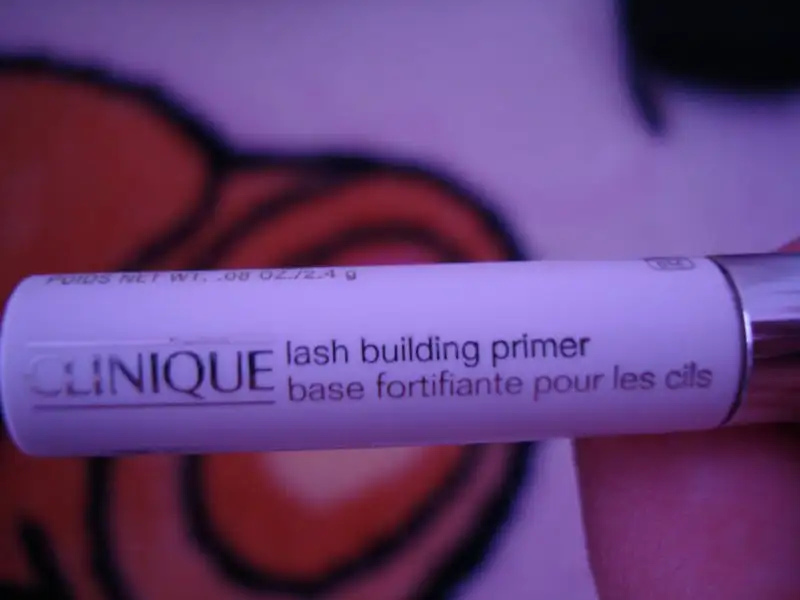 POIDS NET WT. .08 OZ./2.4 g
CLINIQUE
lash building primer
base fortifiante pour les cils